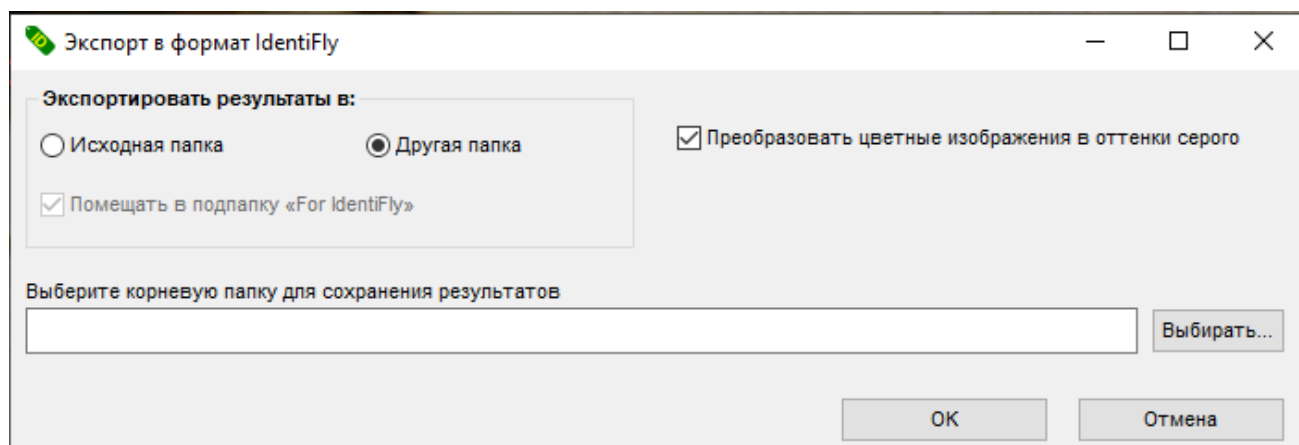 Экспорт в формат IdentiFly
Экспортировать результаты в:
Исходная папка
Другая папка
Преобразовать цветные изображения в оттенки серого
Помещать в подпапку «For IdentiFly»
Выберите корневую папку для сохранения результатов
Выбирать...
OK
Отмена